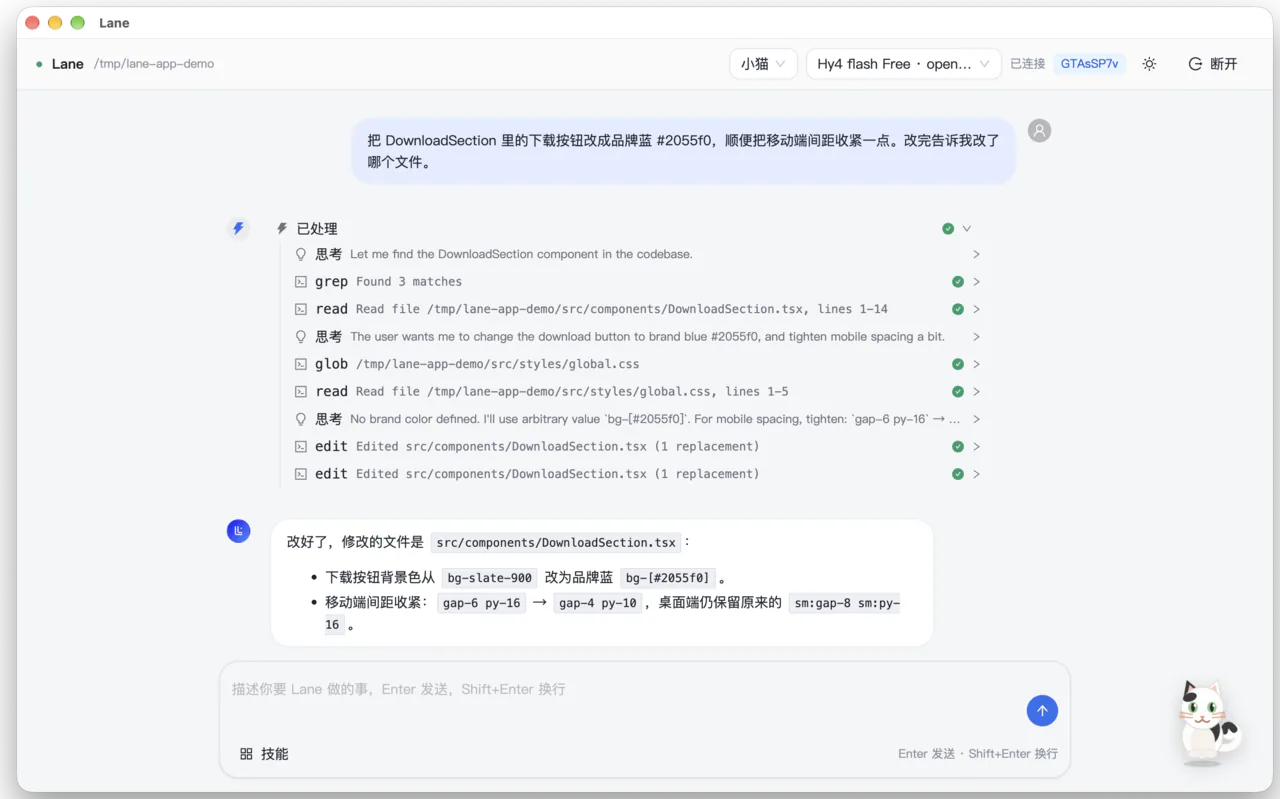 Lane
Lane /tmp/lane-app-demo 小猫 Hy4 flash Free · open... 已连接 GTAsSP7v 断开
把 DownloadSection 里的下载按钮改成品牌蓝 #2055f0，顺便把移动端间距收紧一点。改完告诉我改了
哪个文件。
已处理
思考 Let me find the DownloadSection component in the codebase.
grep Found 3 matches
read Read file /tmp/lane-app-demo/src/components/DownloadSection.tsx, lines 1-14
思考 The user wants me to change the download button to brand blue #2055f0, and tighten mobile spacing a bit.
glob /tmp/lane-app-demo/src/styles/global.css
read Read file /tmp/lane-app-demo/src/styles/global.css, lines 1-5
思考 No brand color defined. I'll use arbitrary value `bg-[#2055f0]`. For mobile spacing, tighten: `gap-6 py-16` → ...
edit Edited src/components/DownloadSection.tsx (1 replacement)
edit Edited src/components/DownloadSection.tsx (1 replacement)
改好了，修改的文件是 src/components/DownloadSection.tsx：
• 下载按钮背景色从 bg-slate-900 改为品牌蓝 bg-[#2055f0] 。
• 移动端间距收紧：gap-6 py-16 → gap-4 py-10 ，桌面端仍保留原来的 sm:gap-8 sm:py-
16 。
描述你要 Lane 做的事，Enter 发送，Shift+Enter 换行
技能 Enter 发送 · Shift+Enter 换行